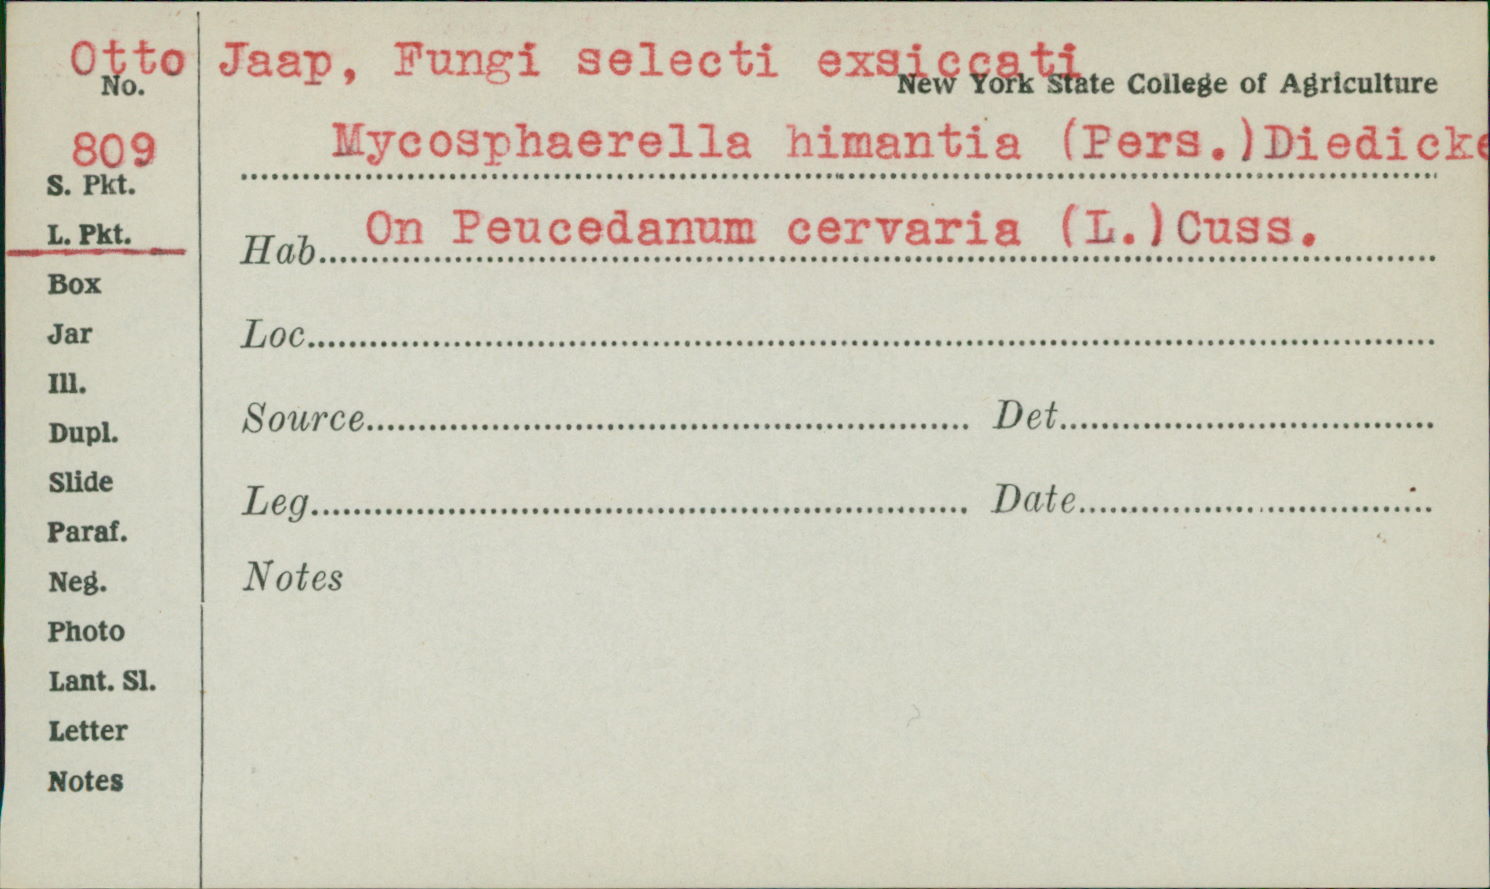 Otto Jaap, Fungi selecti exsiccati
No.
New York State College of Agriculture
809
Mycosphaerella himantia (Pers.)Diedicke
S. Pkt.
L. Pkt.
Hab. On Peucedanum cervaria (L.)Cuss.
Box
Jar
Loc.
Ill.
Dupl.
Source
Det.
Slide
Leg.
Date
Paraf.
Neg.
Notes
Photo
Lant. Sl.
Letter
Notes